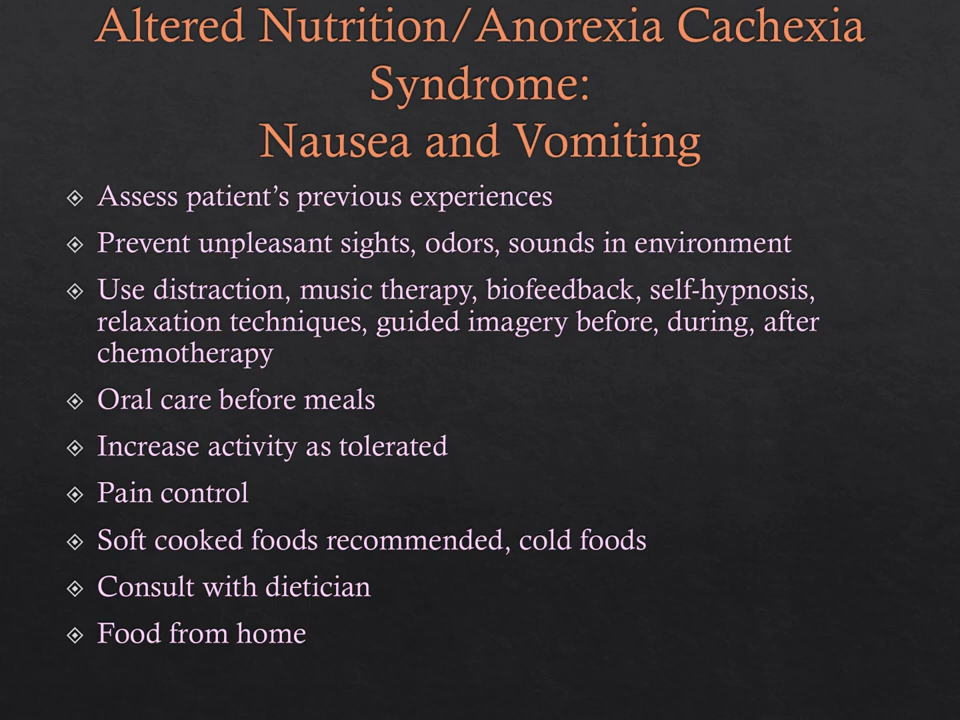 Altered Nutrition/Anorexia Cachexia
Syndrome:
Nausea and Vomiting
Assess patient's previous experiences
Prevent unpleasant sights, odors, sounds in environment
Use distraction, music therapy, biofeedback, self-hypnosis,
relaxation techniques, guided imagery before, during, after
chemotherapy
Oral care before meals
Increase activity as tolerated
Pain control
Soft cooked foods recommended, cold foods
Consult with dietician
Food from home